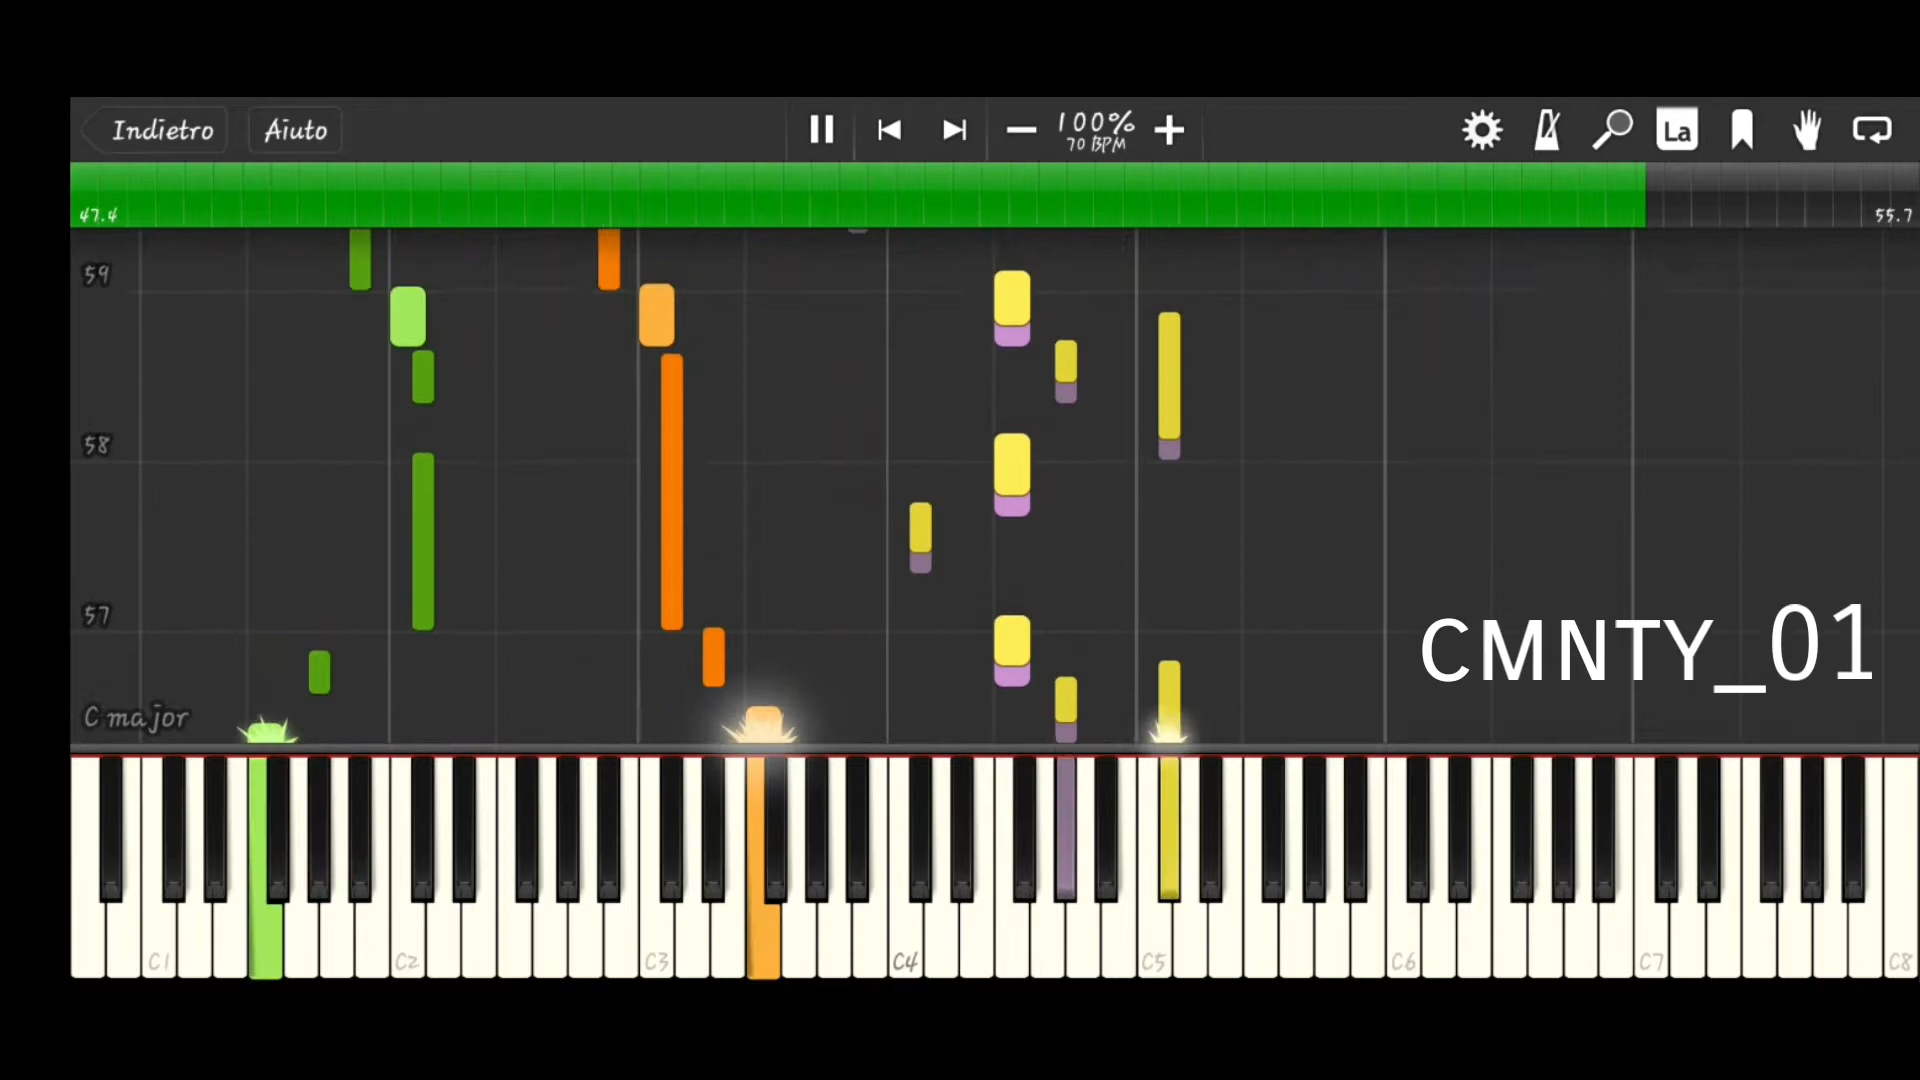 Indietro Aiuto 100% La
70 BPM
47.4 55.7
59
58
57
CMNTY_01
C major
C1 C2 C3 C4 C5 C6 C7 C8